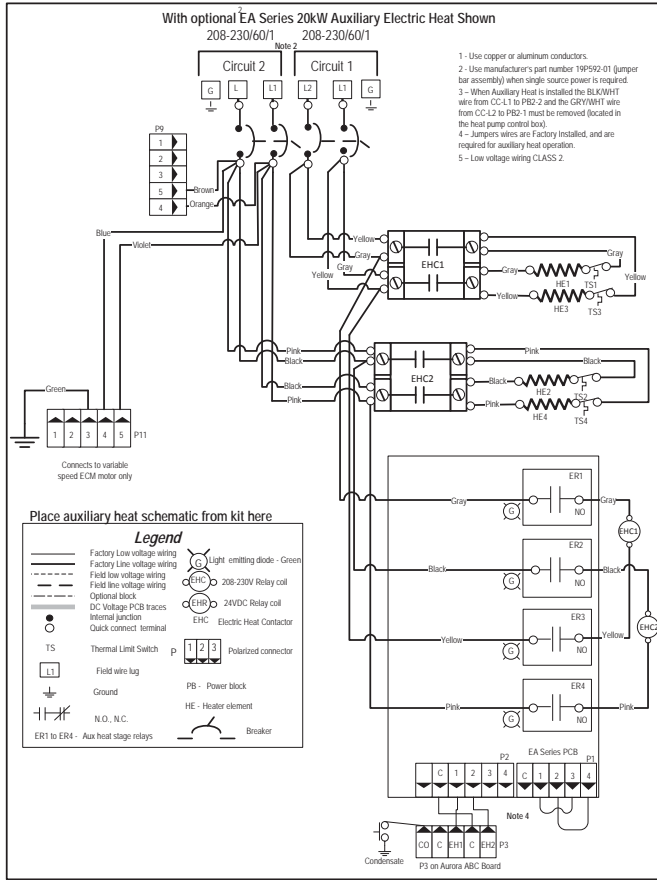 With optional EA Series 20kW Auxiliary Electric Heat Shown
2
208-230/60/1
208-230/60/1
Note 2
Circuit 2
Circuit 1
G
L
L1
L2
L1
G
1 - Use copper or aluminum conductors.
2 - Use manufacturer's part number 19P592-01 (jumper
bar assembly) when single source power is required.
3 – When Auxiliary Heat is installed the BLK/WHT
wire from CC-L1 to PB2-2 and the GRY/WHT wire
from CC-L2 to PB2-1 must be removed (located in
the heat pump control box).
4 – Jumpers wires are Factory Installed, and are
required for auxiliary heat operation.
5 – Low voltage wiring CLASS 2.
P9
1
2
3
5
4
Brown
Orange
Blue
Violet
Yellow
Gray
Gray
Yellow
EHC1
Gray
Yellow
Gray
HE1
TS1
Yellow
HE3
TS3
Pink
Black
Black
Pink
EHC2
Pink
Black
Black
HE2
TS2
Pink
HE4
TS4
Green
1 2 3 4 5 P11
Connects to variable
speed ECM motor only
Gray
G
ER1
NO
Gray
EHC1
Black
G
ER2
NO
Black
EHC2
Yellow
G
ER3
NO
Yellow
Pink
G
ER4
NO
Pink
Place auxiliary heat schematic from kit here
Legend
Factory Low voltage wiring
Factory Line voltage wiring
Field low voltage wiring
Field line voltage wiring
Optional block
DC Voltage PCB traces
Internal junction
Quick connect terminal
TS Thermal Limit Switch
L1 Field wire lug
Ground
N.O., N.C.
ER1 to ER4 - Aux heat stage relays
G Light emitting diode - Green
EHC 208-230V Relay coil
EHR 24VDC Relay coil
EHC Electric Heat Contactor
P 1 2 3 Polarized connector
PB - Power block
HE - Heater element
Breaker
EA Series PCB
P2
C 1 2 3 4
P1
C 1 2 3 4
Note 4
Condensate
CO C EH1 C EH2 P3
P3 on Aurora ABC Board